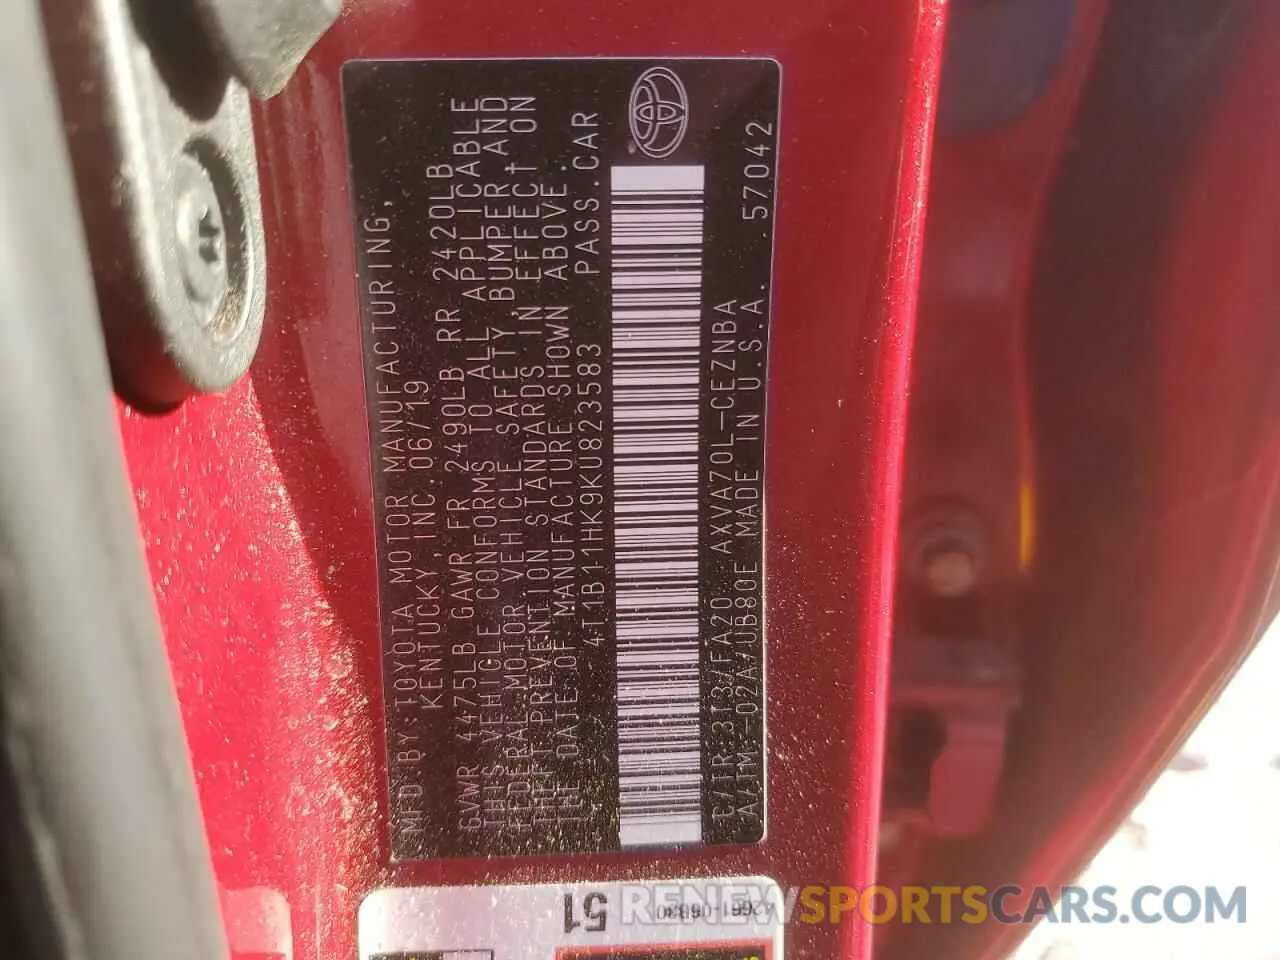 MFD.BY:TOYOTA MOTOR MANUFACTURING,
KENTUCKY, INC. 06/19
GVWR 4475LB GAWR FR 2490LB RR 2420LB
THIS VEHICLE CONFORMS TO ALL APPLICABLE
FEDERAL MOTOR VEHICLE SAFETY, BUMPER AND
THEFT PREVENTION STANDARDS IN EFFECT ON
THE DATE OF MANUFACTURE SHOWN ABOVE.
4T1B11HK9KU823583 PASS.CAR
C/TR:3T3/FA20 AXVA70L-CEZNBA
A/TM:-02A/UB80E MADE IN U.S.A. 57042
42661-06B30
51
RENEWSPORTSCARS.COM